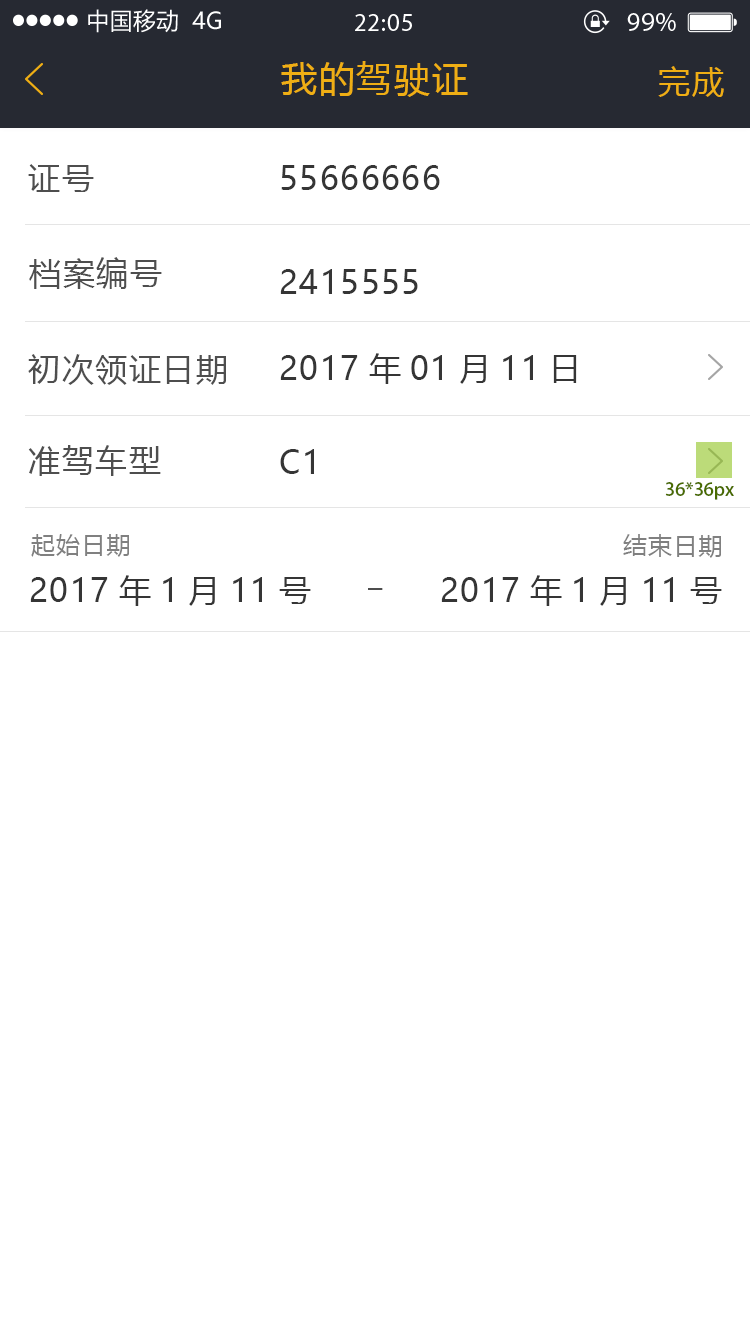 中国移动 4G 22:05 99%
我的驾驶证 完成
证号 55666666
档案编号 2415555
初次领证日期 2017 年 01 月 11 日
准驾车型 C1
36*36px
起始日期 结束日期
2017 年 1 月 11 号 – 2017 年 1 月 11 号